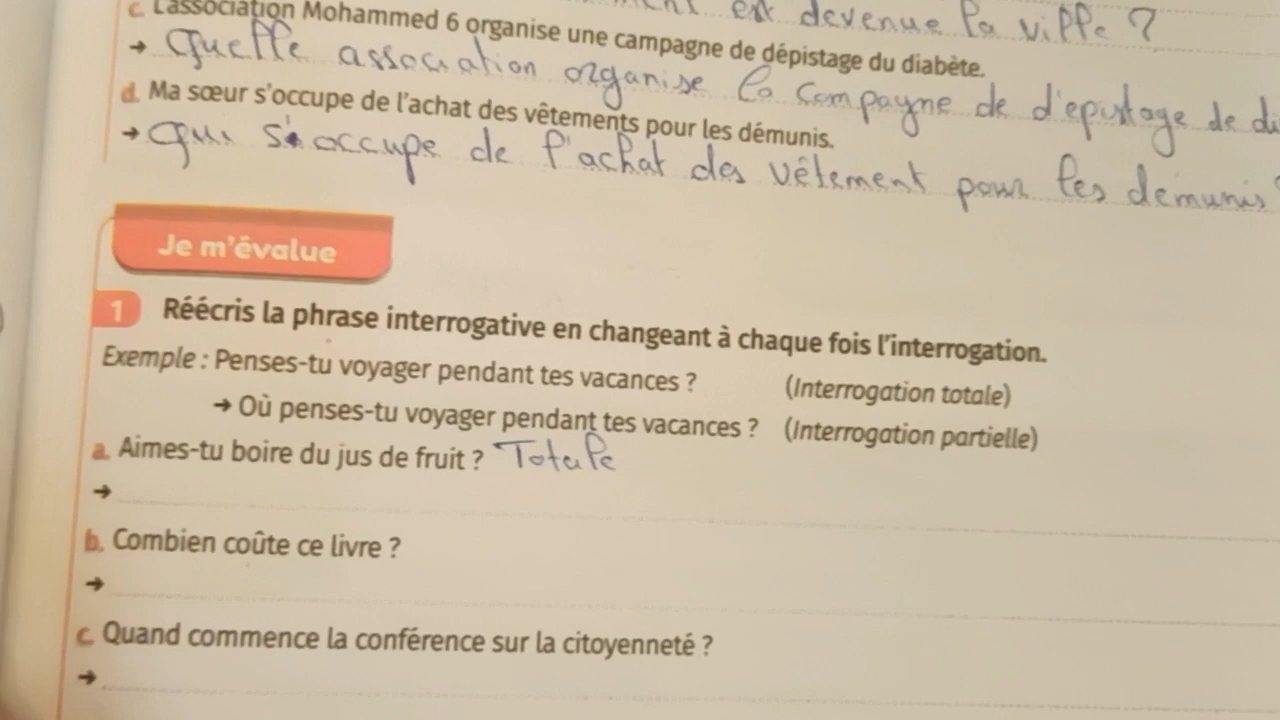 est devenue la ville ?
c. L'association Mohammed 6 organise une campagne de dépistage du diabète.
→ Quelle association organise la campagne de d'epistage de
d. Ma sœur s'occupe de l'achat des vêtements pour les démunis.
→ Qui s'occupe de l'achat des vêtement pour les démunis ?
Je m'évalue
1 Réécris la phrase interrogative en changeant à chaque fois l'interrogation.
Exemple : Penses-tu voyager pendant tes vacances ? (Interrogation totale)
→ Où penses-tu voyager pendant tes vacances ? (Interrogation partielle)
a. Aimes-tu boire du jus de fruit ? Totale
→
b. Combien coûte ce livre ?
→
c. Quand commence la conférence sur la citoyenneté ?
→